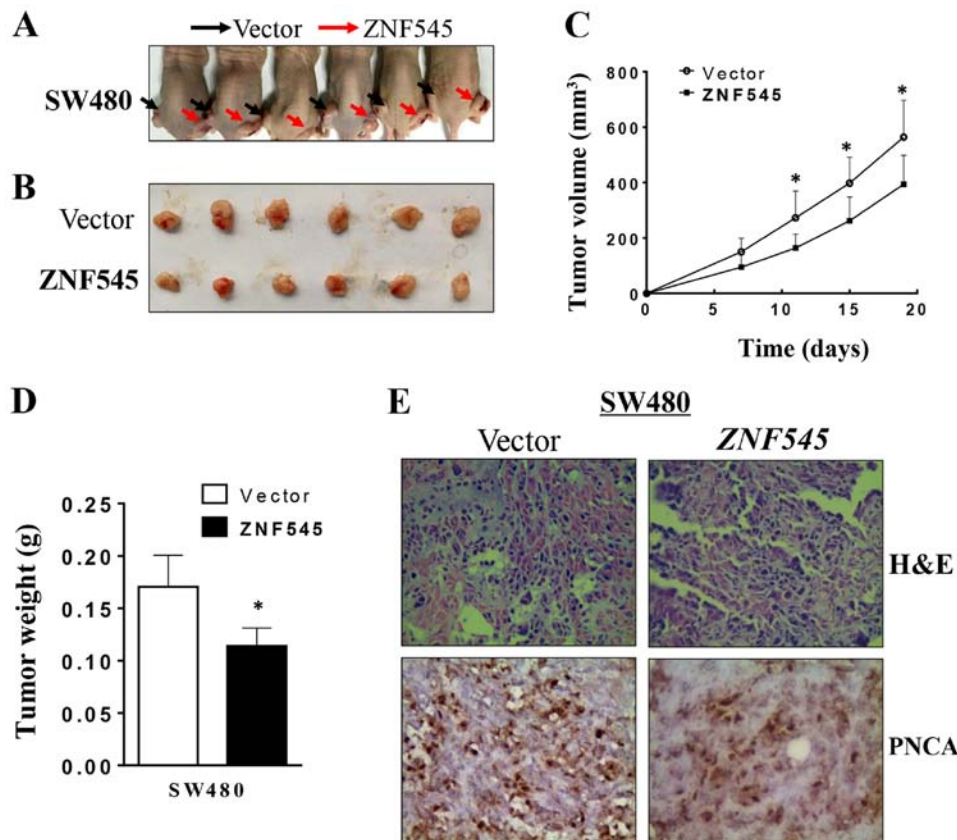 A
Vector ZNF545
SW480
B
Vector
ZNF545
C
Tumor volume (mm³)
800
600
400
200
0
Vector
ZNF545
*
*
*
0 5 10 15 20
Time (days)
D
Tumor weight (g)
0.25
0.20
0.15
0.10
0.05
0.00
Vector
ZNF545
*
SW480
E
SW480
Vector ZNF545
H&E
PNCA